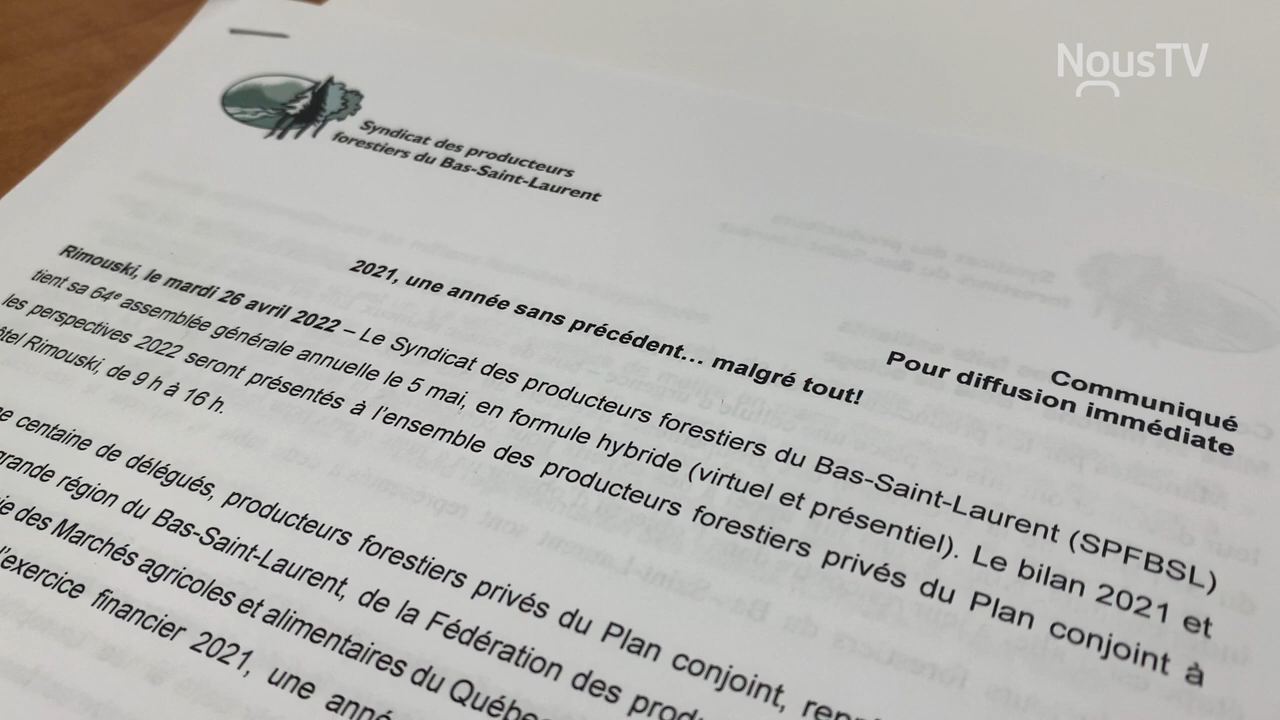 NousTV
Syndicat des producteurs
forestiers du Bas-Saint-Laurent
Communiqué
Pour diffusion immédiate
2021, une année sans précédent… malgré tout!
Rimouski, le mardi 26 avril 2022 – Le Syndicat des producteurs forestiers du Bas-Saint-Laurent (SPFBSL)
tient sa 64e assemblée générale annuelle le 5 mai, en formule hybride (virtuel et présentiel). Le bilan 2021 et
les perspectives 2022 seront présentés à l'ensemble des producteurs forestiers privés du Plan conjoint à
Rimouski, de 9 h à 16 h.
centaine de délégués, producteurs forestiers privés du Plan conjoint,
grande région du Bas-Saint-Laurent, de la Fédération des
des Marchés agricoles et alimentaires du
l'exercice financier 2021, une